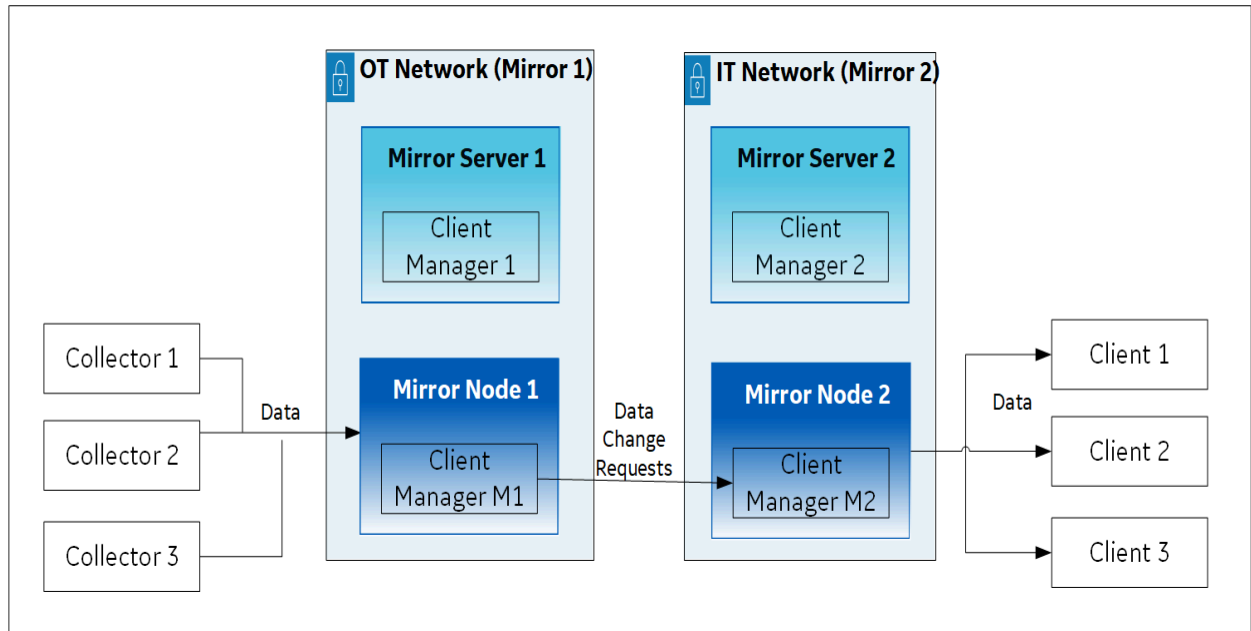 OT Network (Mirror 1)
IT Network (Mirror 2)
Mirror Server 1
Client
Manager 1
Mirror Server 2
Client
Manager 2
Collector 1
Collector 2
Collector 3
Data
Mirror Node 1
Client
Manager M1
Data
Change
Requests
Mirror Node 2
Client
Manager M2
Data
Client 1
Client 2
Client 3